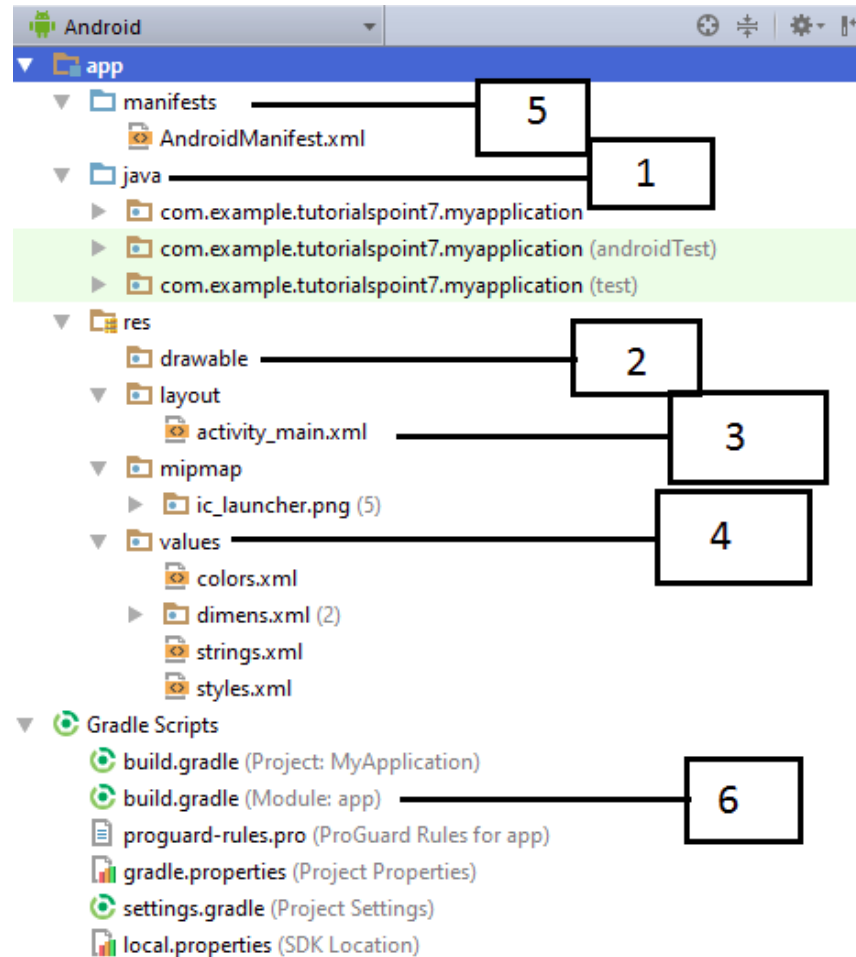 Android
app
manifests
5
AndroidManifest.xml
java
1
com.example.tutorialspoint7.myapplication
com.example.tutorialspoint7.myapplication (androidTest)
com.example.tutorialspoint7.myapplication (test)
res
drawable
2
layout
activity_main.xml
3
mipmap
ic_launcher.png (5)
values
4
colors.xml
dimens.xml (2)
strings.xml
styles.xml
Gradle Scripts
build.gradle (Project: MyApplication)
build.gradle (Module: app)
6
proguard-rules.pro (ProGuard Rules for app)
gradle.properties (Project Properties)
settings.gradle (Project Settings)
local.properties (SDK Location)